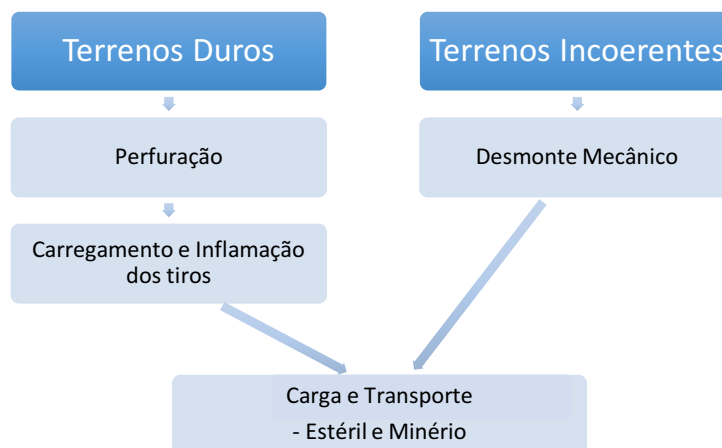 Terrenos Duros
Terrenos Incoerentes
Perfuração
Desmonte Mecânico
Carregamento e Inflamação
dos tiros
Carga e Transporte
- Estéril e Minério